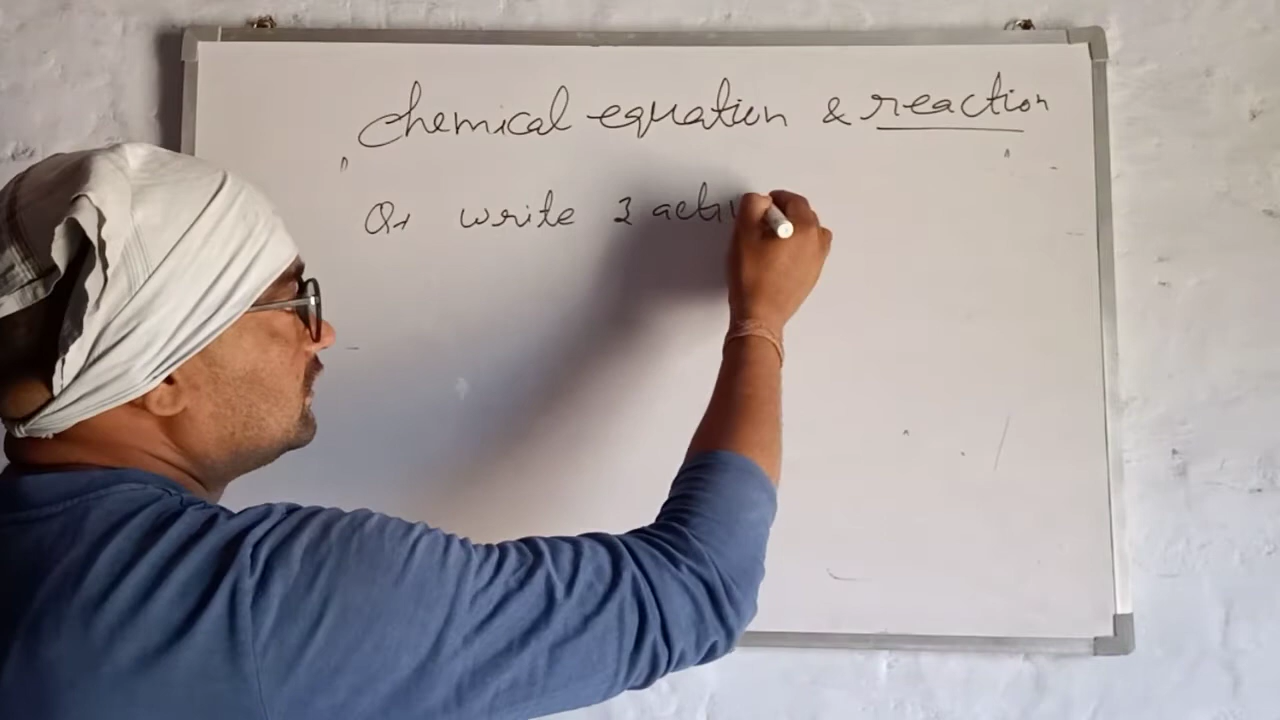 chemical equation & reaction
Q1 write 3 acti